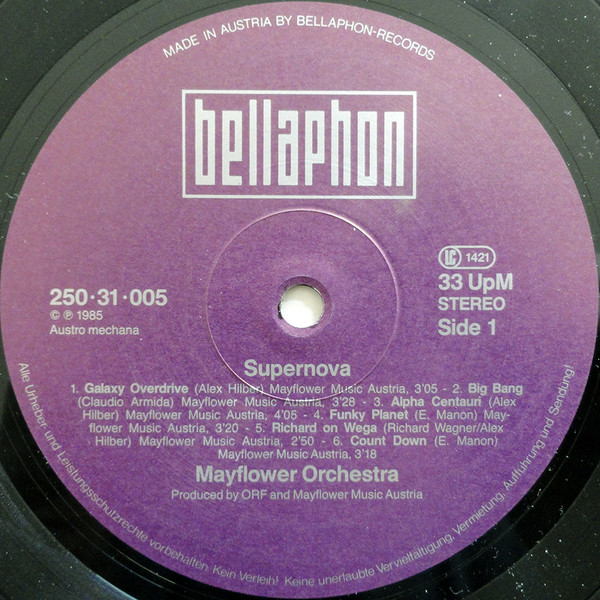 MADE IN AUSTRIA BY BELLAPHON-RECORDS
bellaphon
LC 1421
250·31·005
© ℗ 1985
Austro mechana
33 UpM
STEREO
Side 1
Supernova
1. Galaxy Overdrive (Alex Hilber) Mayflower Music Austria, 3'05 - 2. Big Bang
(Claudio Armida) Mayflower Music Austria, 3'28 - 3. Alpha Centauri (Alex
Hilber) Mayflower Music Austria, 4'05 - 4. Funky Planet (E. Manon) May-
flower Music Austria, 3'20 - 5. Richard on Wega (Richard Wagner/Alex
Hilber) Mayflower Music Austria, 2'50 - 6. Count Down (E. Manon)
Mayflower Music Austria, 3'18
Mayflower Orchestra
Produced by ORF and Mayflower Music Austria
Alle Urheber- und Leistungsschutzrechte vorbehalten. Kein Verleih! Keine unerlaubte Vervielfältigung, Vermietung, Aufführung und Sendung!